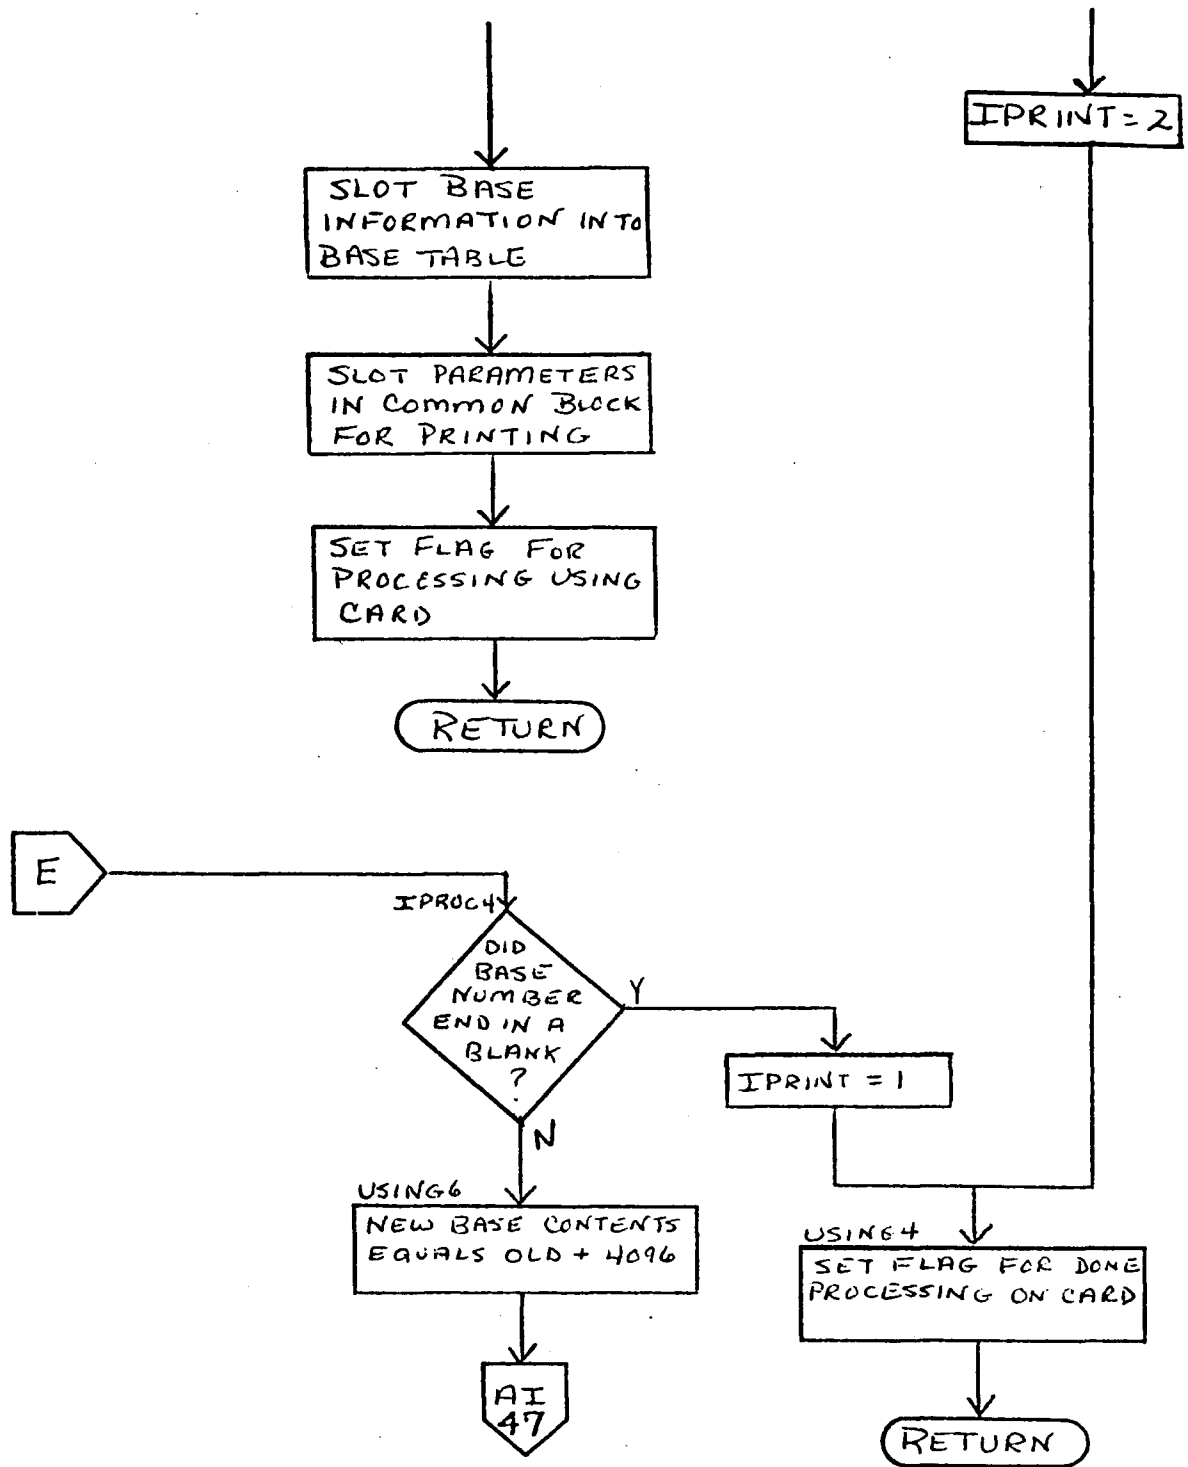 IPRINT = 2
SLOT BASE
INFORMATION INTO
BASE TABLE
SLOT PARAMETERS
IN COMMON BLOCK
FOR PRINTING
SET FLAG FOR
PROCESSING USING
CARD
RETURN
E
IPROC4
DID
BASE
NUMBER
END IN A
BLANK
?
Y
IPRINT = 1
N
USING6
NEW BASE CONTENTS
EQUALS OLD + 4096
USING4
SET FLAG FOR DONE
PROCESSING ON CARD
AI
47
RETURN